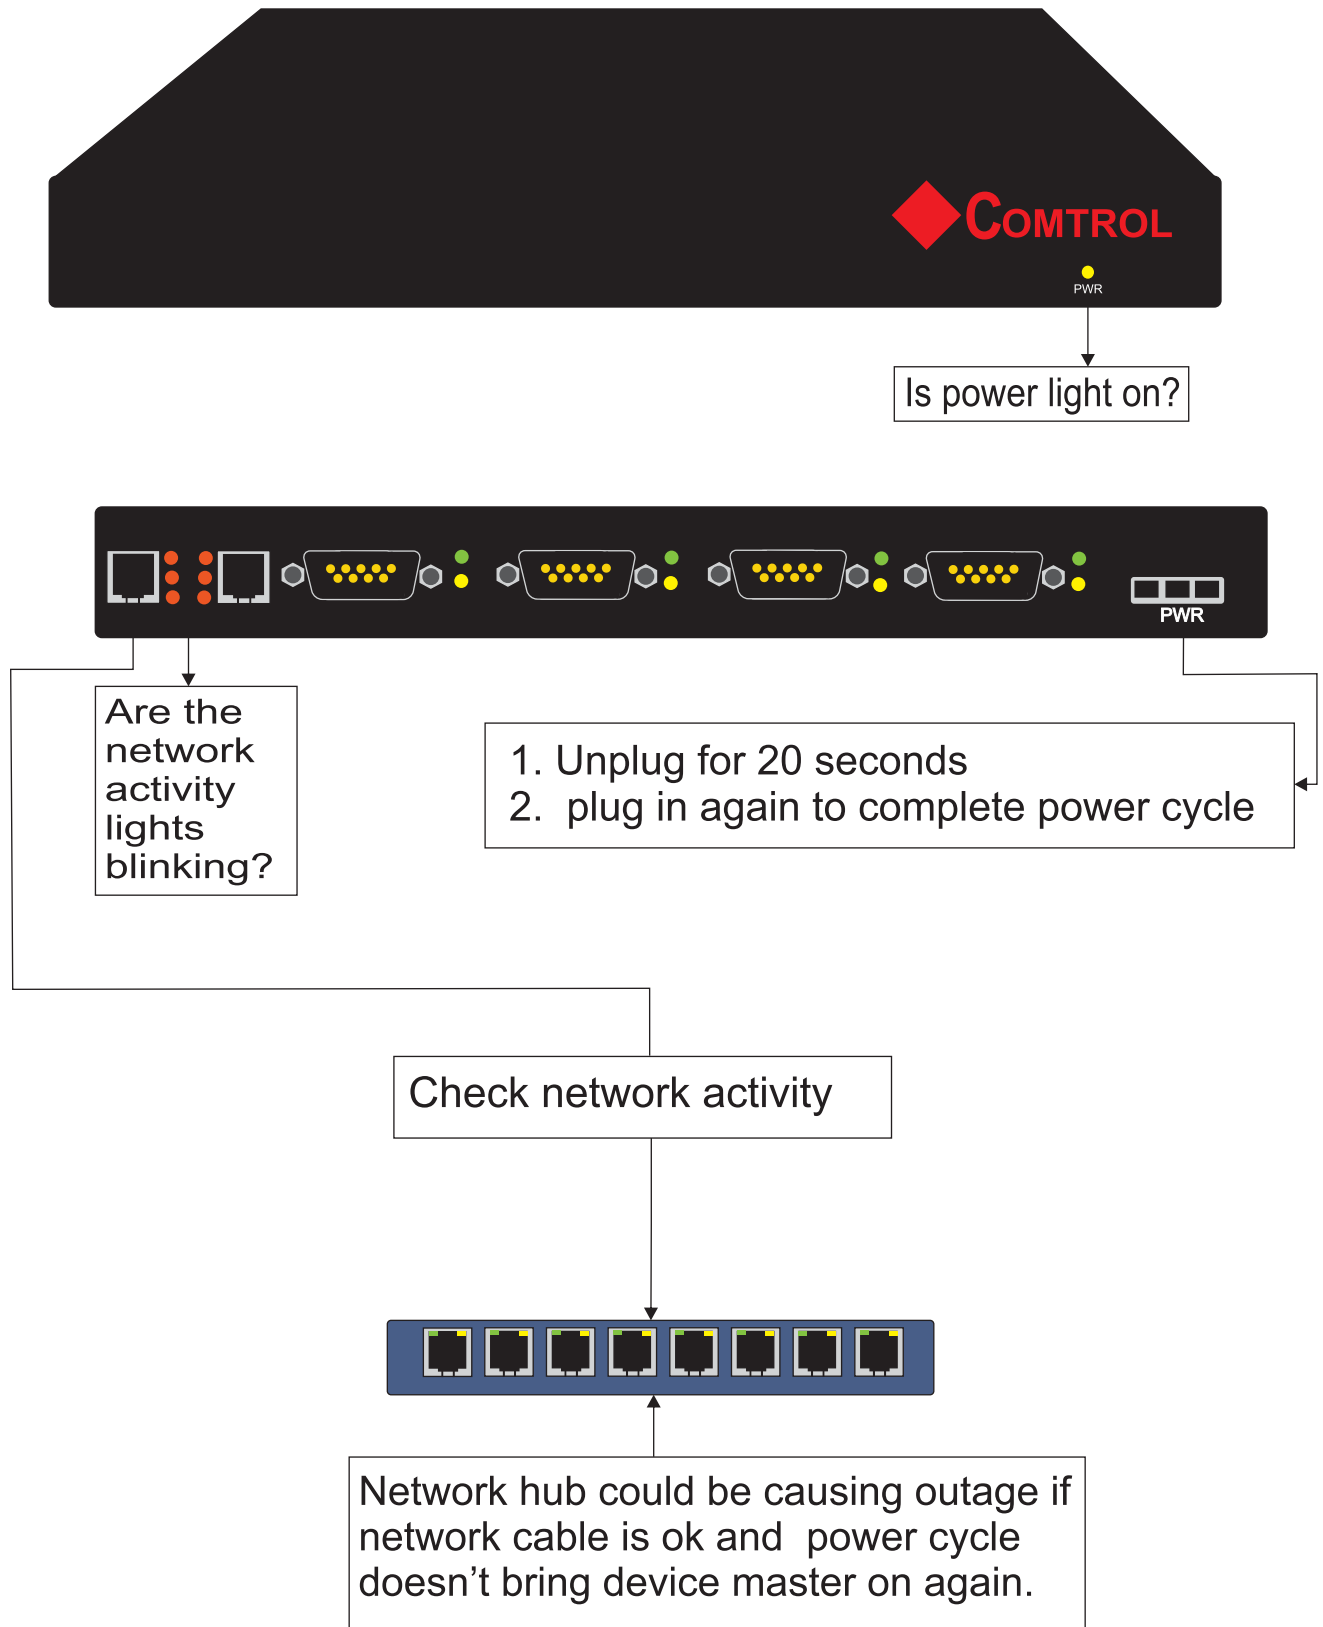 COMTROL
PWR
Is power light on?
PWR
Are the
network
activity
lights
blinking?
1. Unplug for 20 seconds
2.  plug in again to complete power cycle
Check network activity
Network hub could be causing outage if
network cable is ok and  power cycle
doesn’t bring device master on again.